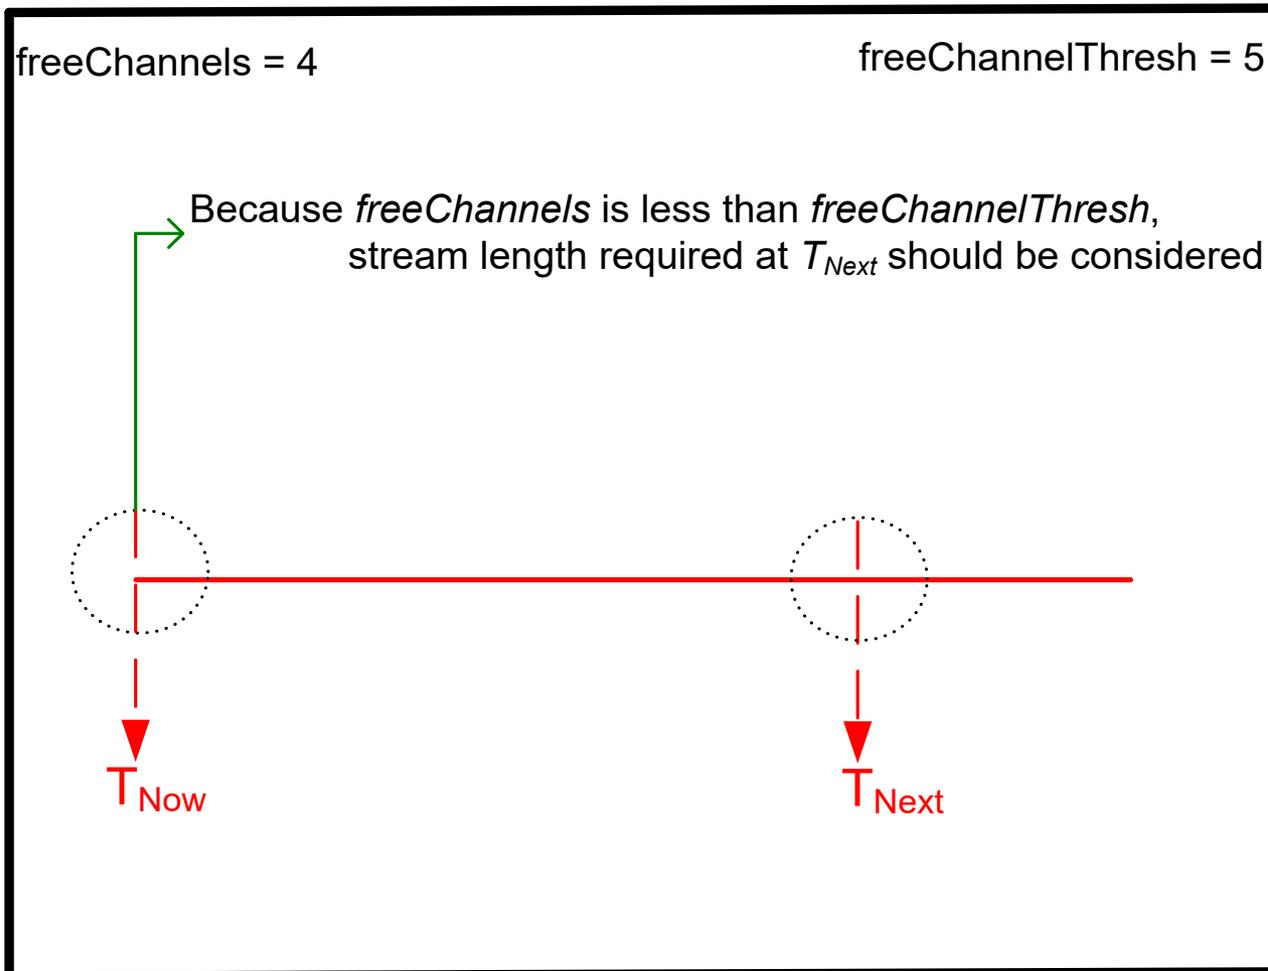 freeChannels = 4
freeChannelThresh = 5
Because freeChannels is less than freeChannelThresh,
stream length required at TNext should be considered
TNow
TNext